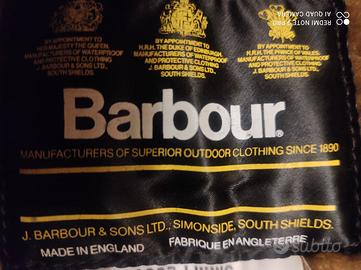 REDMI NOTE 9
AI QUAD CAMERA
BY APPOINTMENT TO
HER MAJESTY THE QUEEN.
MANUFACTURERS OF WATERPROOF
AND PROTECTIVE CLOTHING
J. BARBOUR & SONS LTD.,
SOUTH SHIELDS.
BY APPOINTMENT TO
H.R.H. THE DUKE OF EDINBURGH
MANUFACTURERS OF WATERPROOF
AND PROTECTIVE CLOTHING
J. BARBOUR & SONS LTD.,
SOUTH SHIELDS.
BY APPOINTMENT TO
H.R.H. THE PRINCE OF WALES.
MANUFACTURERS OF WATERPROOF
AND PROTECTIVE CLOTHING
J. BARBOUR & SONS LTD.,
SOUTH SHIELDS.
Barbour®
MANUFACTURERS OF SUPERIOR OUTDOOR CLOTHING SINCE 1890
J. BARBOUR & SONS LTD., SIMONSIDE, SOUTH SHIELDS.
MADE IN ENGLAND FABRIQUE EN ANGLETERRE
subito